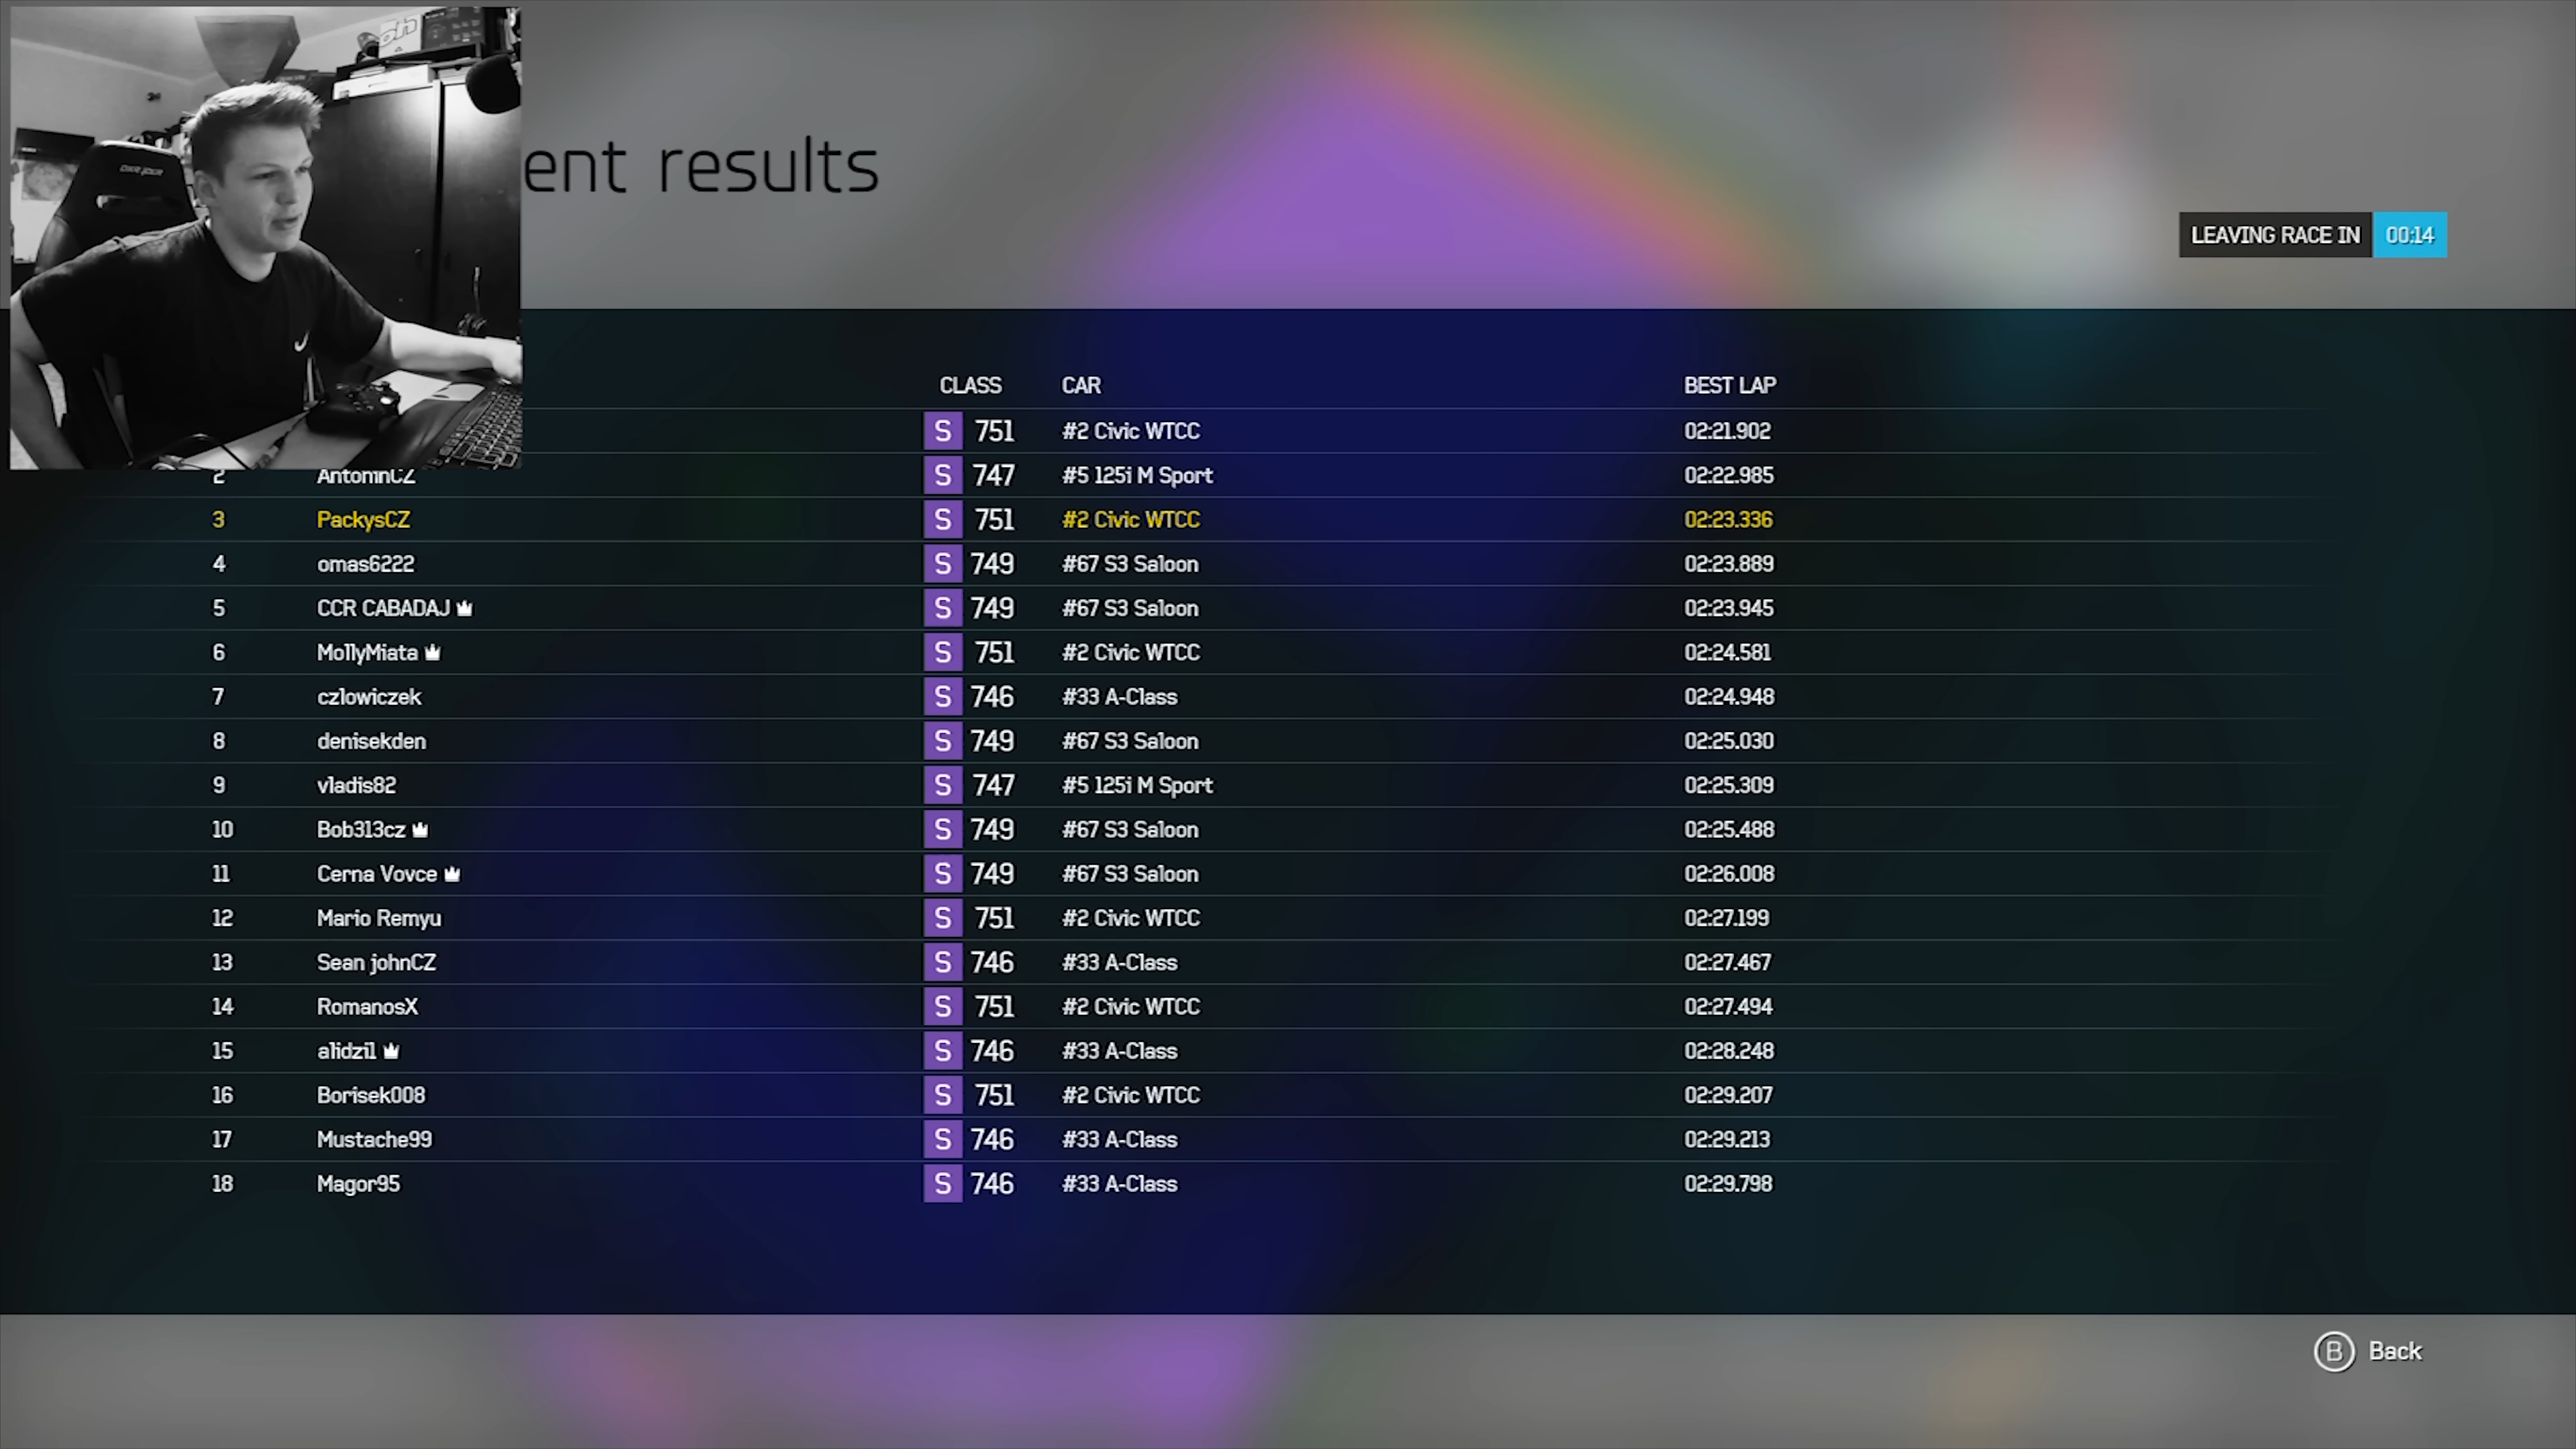 ent results
LEAVING RACE IN 00:14
CLASS CAR BEST LAP
S 751 #2 Civic WTCC 02:21.902
2 AntoninCZ S 747 #5 125i M Sport 02:22.985
3 PackysCZ S 751 #2 Civic WTCC 02:23.336
4 omas6222 S 749 #67 S3 Saloon 02:23.889
5 CCR CABADAJ S 749 #67 S3 Saloon 02:23.945
6 MollyMiata S 751 #2 Civic WTCC 02:24.581
7 czlowiczek S 746 #33 A-Class 02:24.948
8 denisekden S 749 #67 S3 Saloon 02:25.030
9 vladis82 S 747 #5 125i M Sport 02:25.309
10 Bob313cz S 749 #67 S3 Saloon 02:25.488
11 Cerna Vovce S 749 #67 S3 Saloon 02:26.008
12 Mario Remyu S 751 #2 Civic WTCC 02:27.199
13 Sean johnCZ S 746 #33 A-Class 02:27.467
14 RomanosX S 751 #2 Civic WTCC 02:27.494
15 alidzil S 746 #33 A-Class 02:28.248
16 Borisek008 S 751 #2 Civic WTCC 02:29.207
17 Mustache99 S 746 #33 A-Class 02:29.213
18 Magor95 S 746 #33 A-Class 02:29.798
B Back